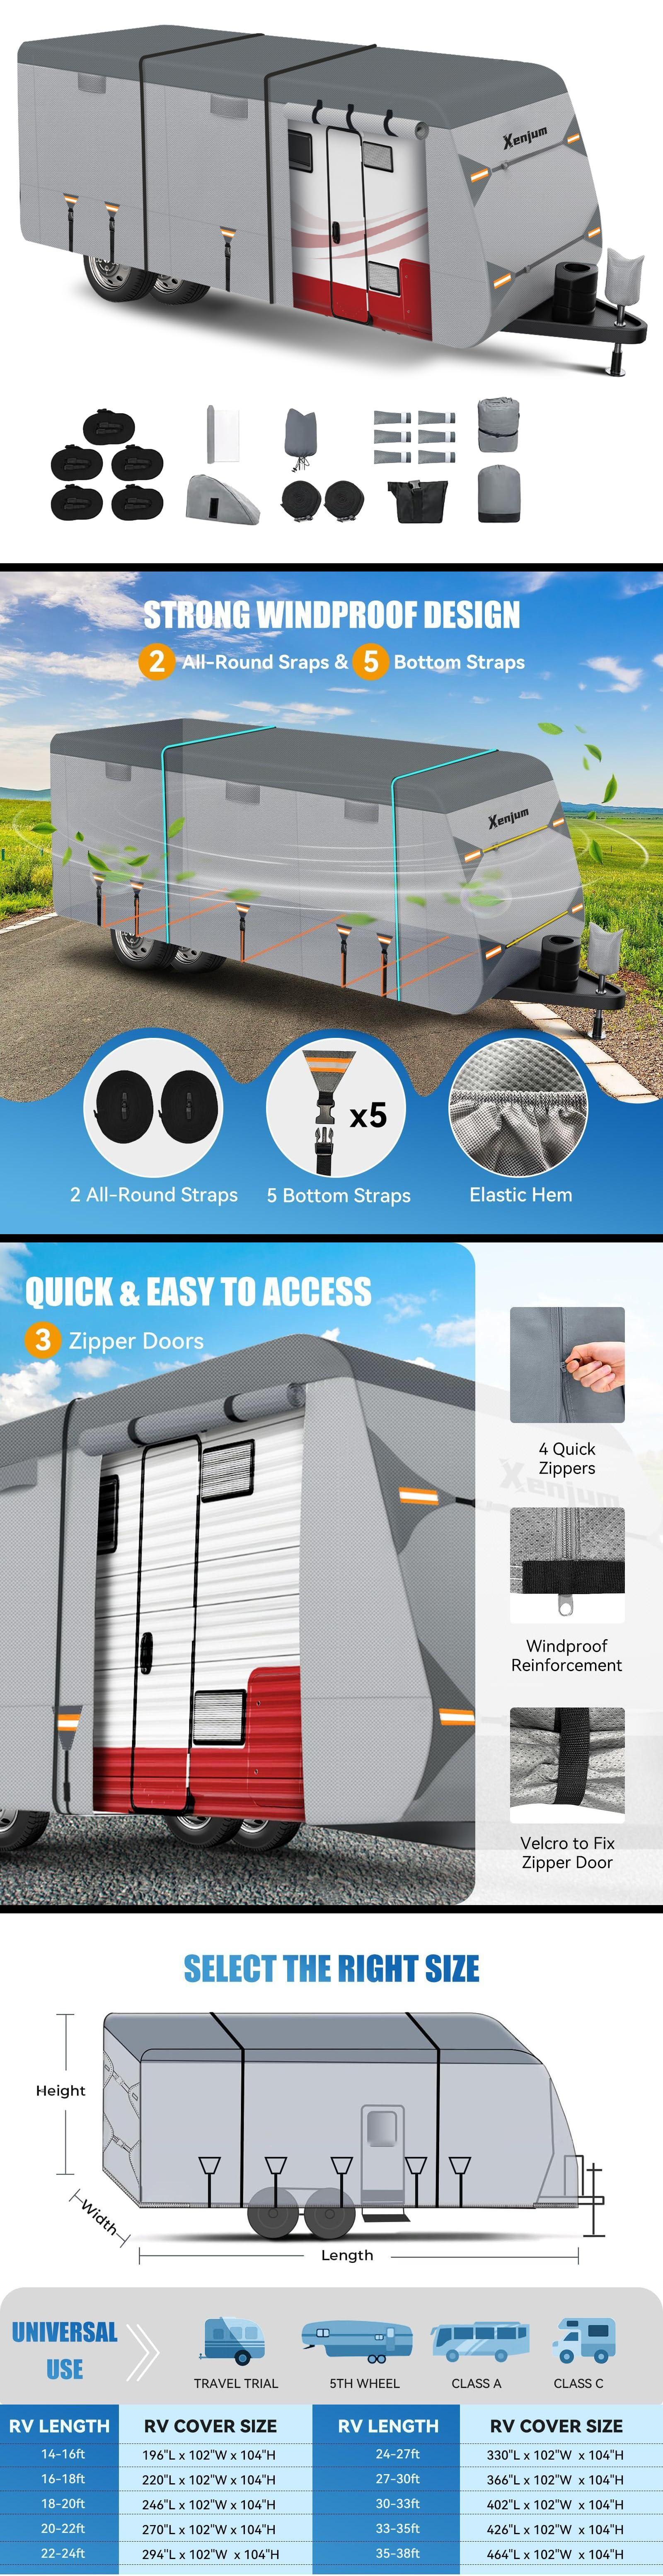 Xenjum
STRONG WINDPROOF DESIGN
2 All-Round Sraps & 5 Bottom Straps
Xenjum
x5
2 All-Round Straps
5 Bottom Straps
Elastic Hem
QUICK & EASY TO ACCESS
3 Zipper Doors
4 Quick
Zippers
Xenjum
Windproof
Reinforcement
Velcro to Fix
Zipper Door
SELECT THE RIGHT SIZE
Height
Width
Length
UNIVERSAL
USE
TRAVEL TRIAL
5TH WHEEL
CLASS A
CLASS C
RV LENGTH RV COVER SIZE RV LENGTH RV COVER SIZE
14-16ft 196"L x 102"W x 104"H 24-27ft 330"L x 102"W x 104"H
16-18ft 220"L x 102"W x 104"H 27-30ft 366"L x 102"W x 104"H
18-20ft 246"L x 102"W x 104"H 30-33ft 402"L x 102"W x 104"H
20-22ft 270"L x 102"W x 104"H 33-35ft 426"L x 102"W x 104"H
22-24ft 294"L x 102"W x 104"H 35-38ft 464"L x 102"W x 104"H